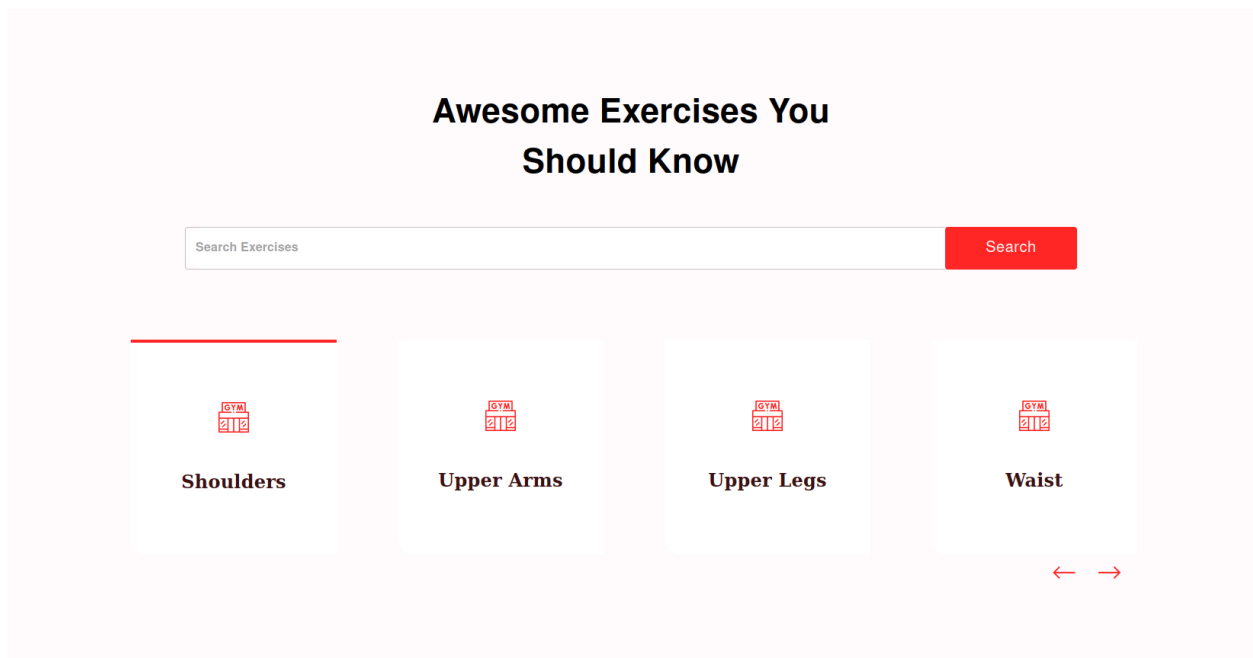 Awesome Exercises You
Should Know
Search Exercises
Search
GYM
GYM
GYM
GYM
Shoulders
Upper Arms
Upper Legs
Waist